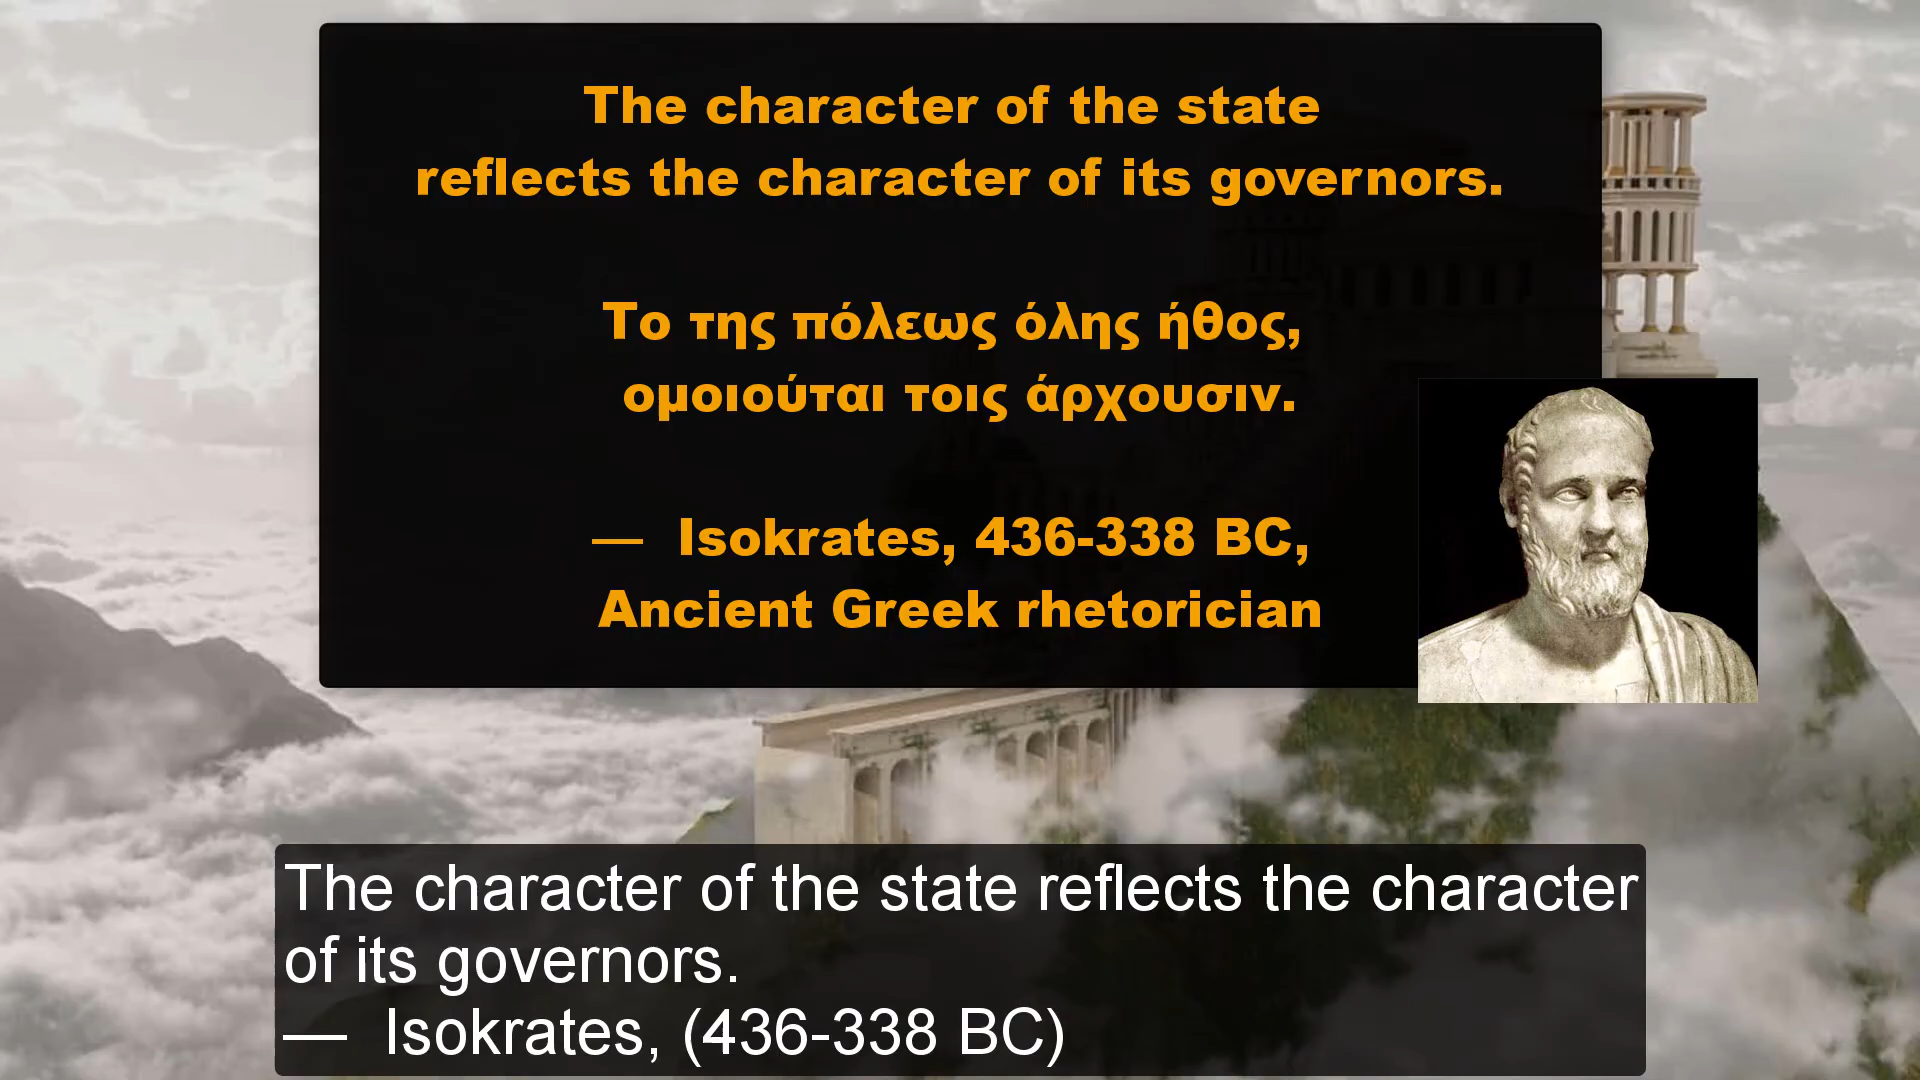 The character of the state
reflects the character of its governors.
Το της πόλεως όλης ήθος,
ομοιούται τοις άρχουσιν.
— Isokrates, 436-338 BC,
Ancient Greek rhetorician
The character of the state reflects the character
of its governors.
— Isokrates, (436-338 BC)